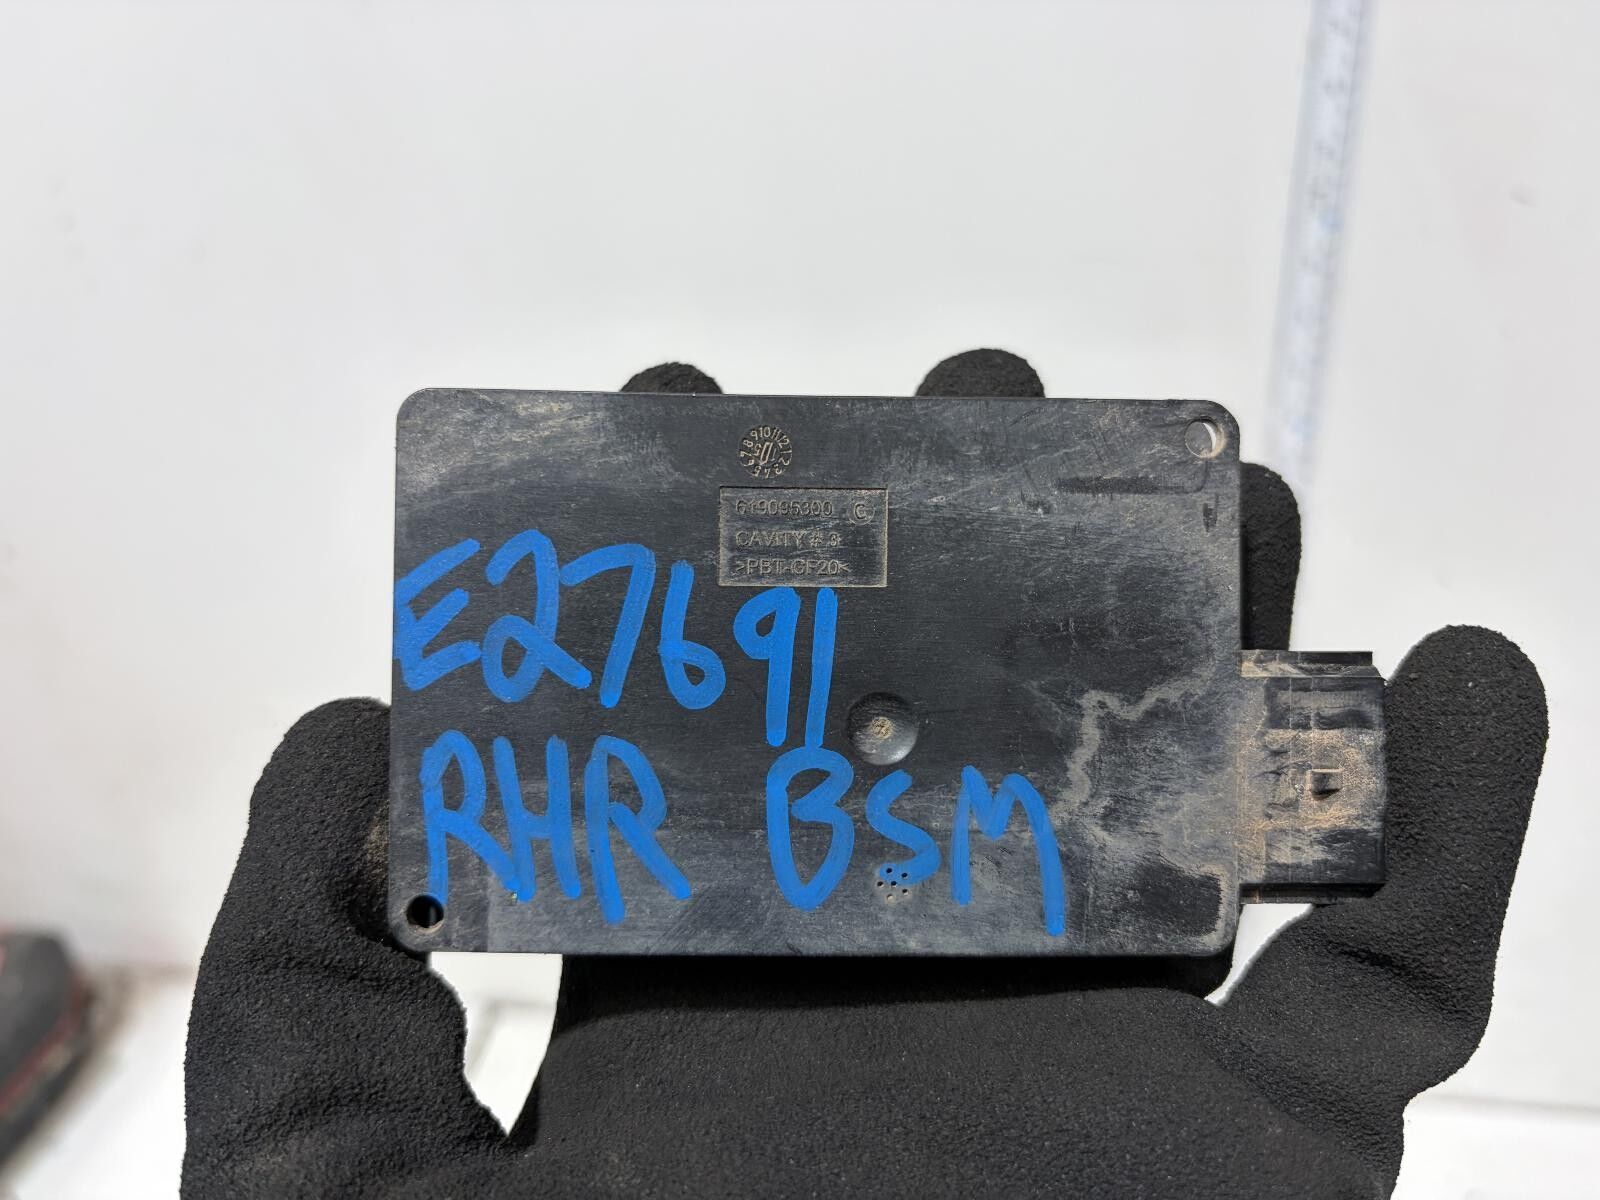 619096300 C
CAVITY # 3
>PBT-GF20<
E27691
RHR BSM